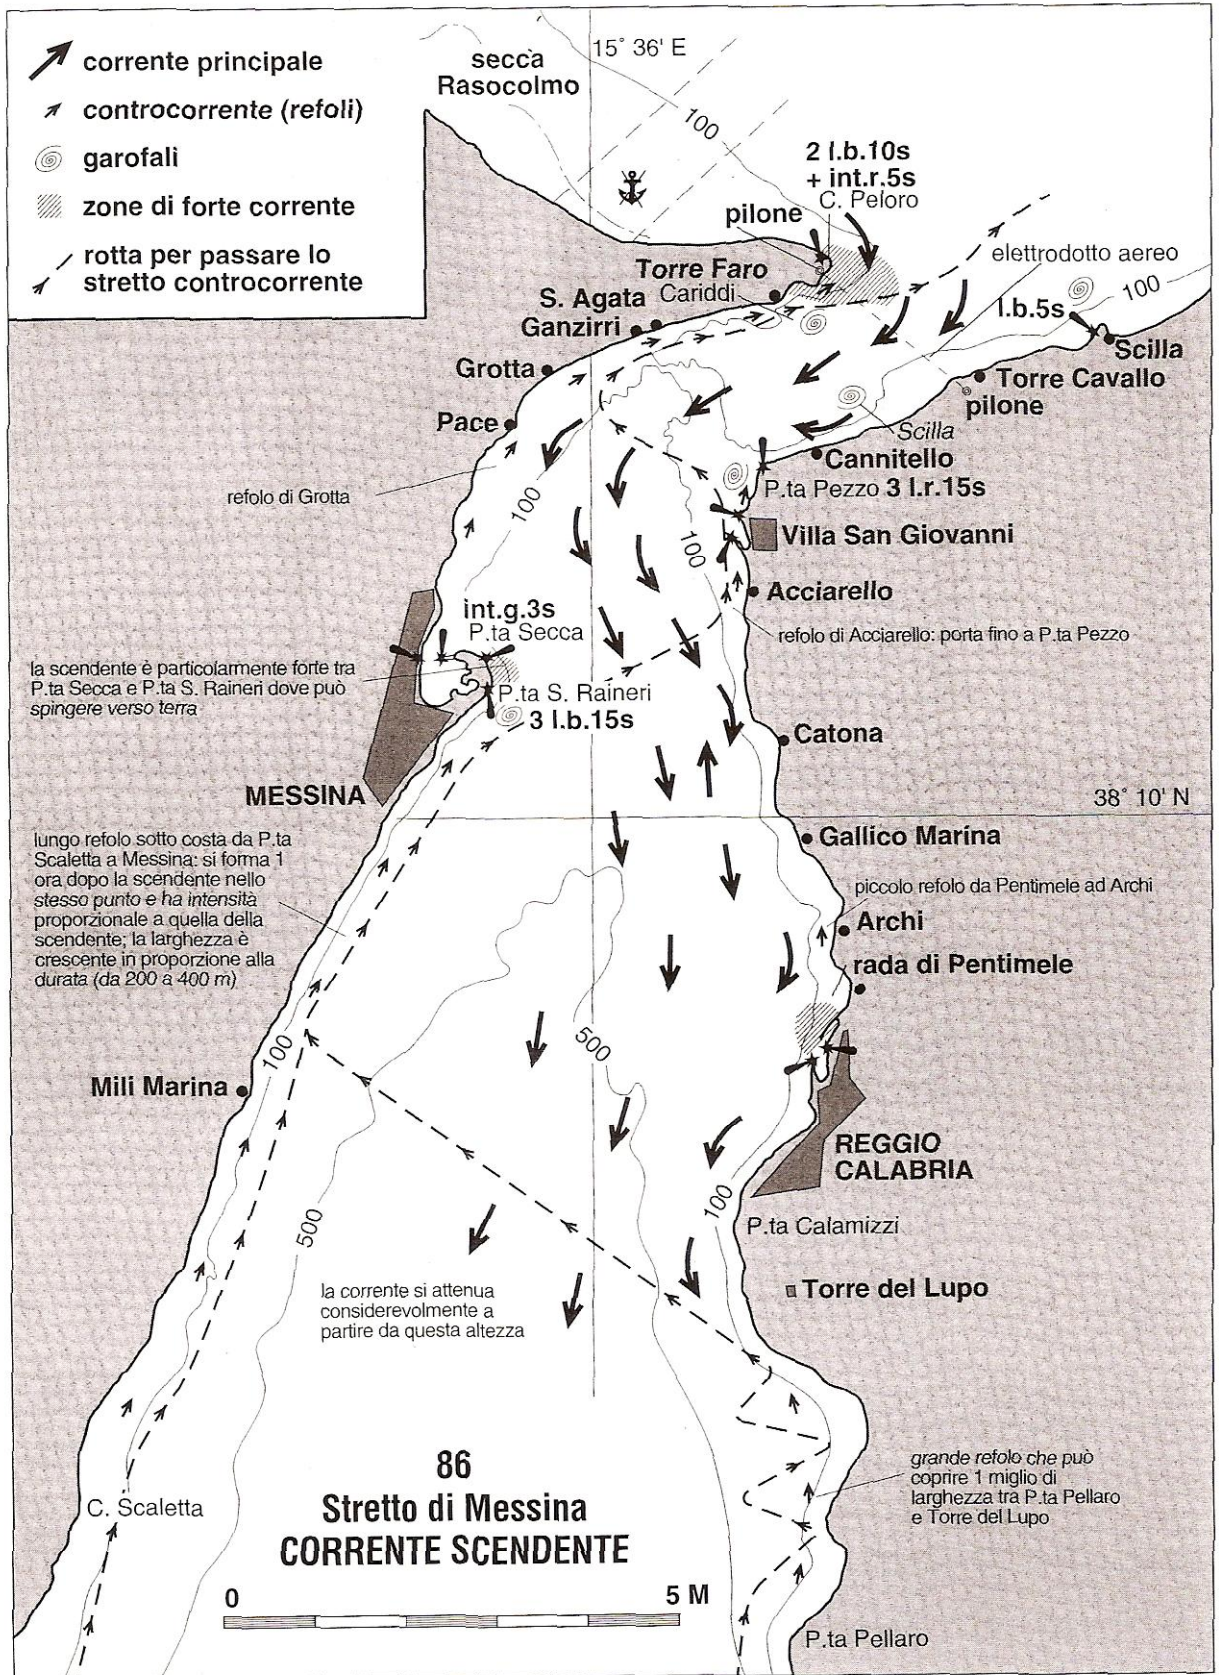 corrente principale
controcorrente (refoli)
garofali
zone di forte corrente
rotta per passare lo
stretto controcorrente
secca
Rasocolmo
15° 36' E
100
2 l.b.10s
+ int.r.5s
C. Peloro
pilone
elettrodotto aereo
Torre Faro
Cariddi
100
l.b.5s
S. Agata
Ganzirri
Scilla
Grotta
Torre Cavallo
pilone
Pace
Scilla
Cannitello
P.ta Pezzo 3 l.r.15s
refolo di Grotta
100
100
Villa San Giovanni
Acciarello
int.g.3s
P.ta Secca
refolo di Acciarello: porta fino a P.ta Pezzo
la scendente è particolarmente forte tra
P.ta Secca e P.ta S. Raineri dove può
spingere verso terra
P.ta S. Raineri
3 l.b.15s
Catona
MESSINA
38° 10' N
lungo refolo sotto costa da P.ta
Scaletta a Messina: si forma 1
ora dopo la scendente nello
stesso punto e ha intensità
proporzionale a quella della
scendente; la larghezza è
crescente in proporzione alla
durata (da 200 a 400 m)
Gallico Marina
piccolo refolo da Pentimele ad Archi
Archi
rada di Pentimele
100
500
Mili Marina
REGGIO
CALABRIA
500
100
P.ta Calamizzi
Torre del Lupo
la corrente si attenua
considerevolmente a
partire da questa altezza
grande refolo che può
coprire 1 miglio di
larghezza tra P.ta Pellaro
e Torre del Lupo
C. Scaletta
86
Stretto di Messina
CORRENTE SCENDENTE
0
5 M
P.ta Pellaro